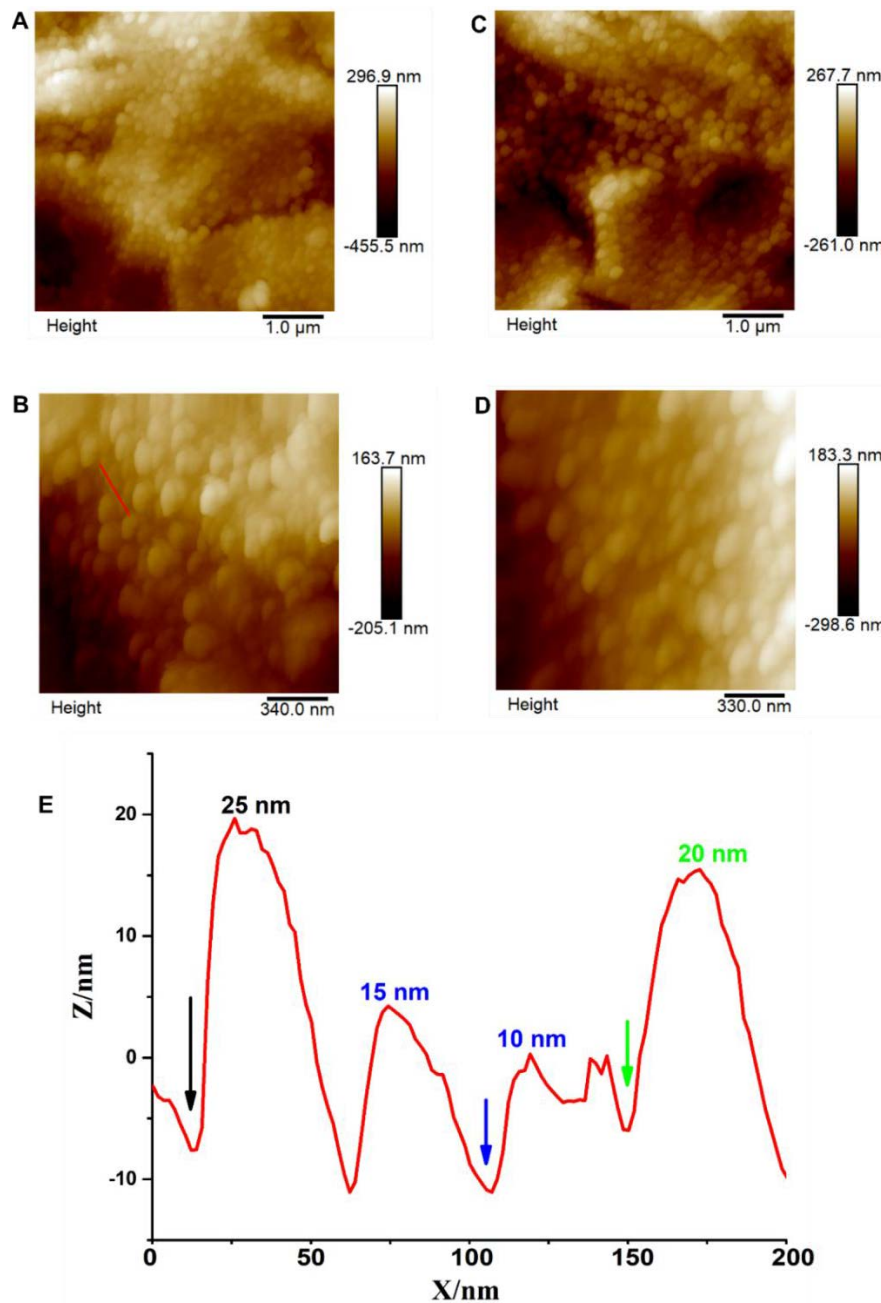 A
296.9 nm
-455.5 nm
Height
1.0 µm
C
267.7 nm
-261.0 nm
Height
1.0 µm
B
163.7 nm
-205.1 nm
Height
340.0 nm
D
183.3 nm
-298.6 nm
Height
330.0 nm
E
25 nm
15 nm
10 nm
20 nm
Z/nm
20
10
0
-10
0
50
100
150
200
X/nm